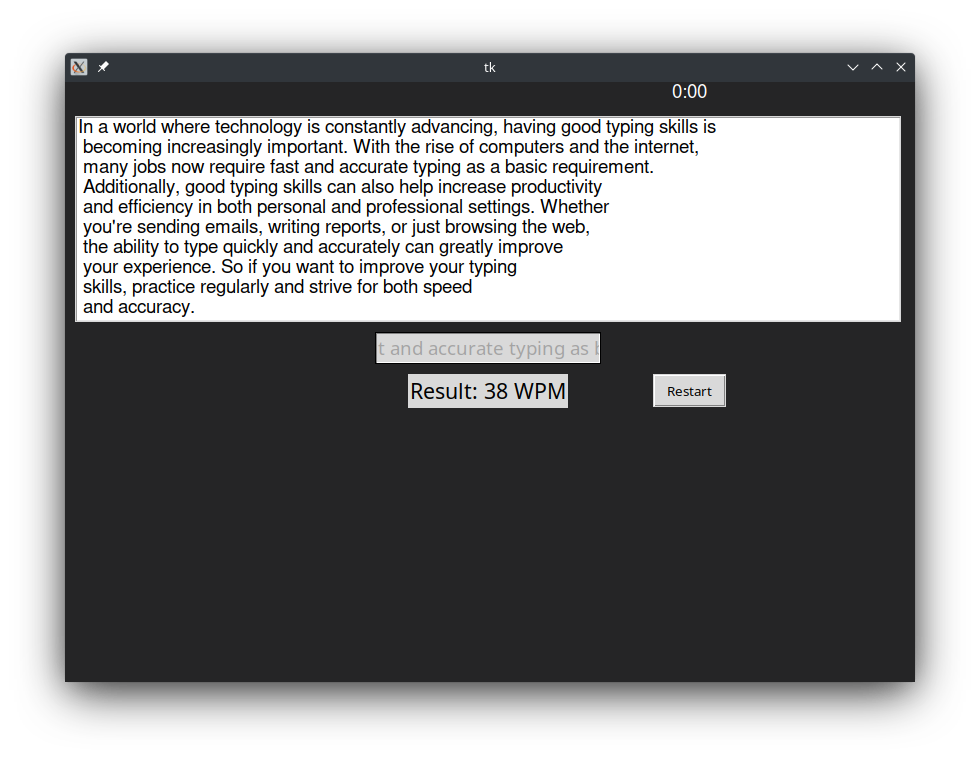 tk
0:00
In a world where technology is constantly advancing, having good typing skills is
becoming increasingly important. With the rise of computers and the internet,
many jobs now require fast and accurate typing as a basic requirement.
Additionally, good typing skills can also help increase productivity
and efficiency in both personal and professional settings. Whether
you're sending emails, writing reports, or just browsing the web,
the ability to type quickly and accurately can greatly improve
your experience. So if you want to improve your typing
skills, practice regularly and strive for both speed
and accuracy.
t and accurate typing as
Result: 38 WPM
Restart